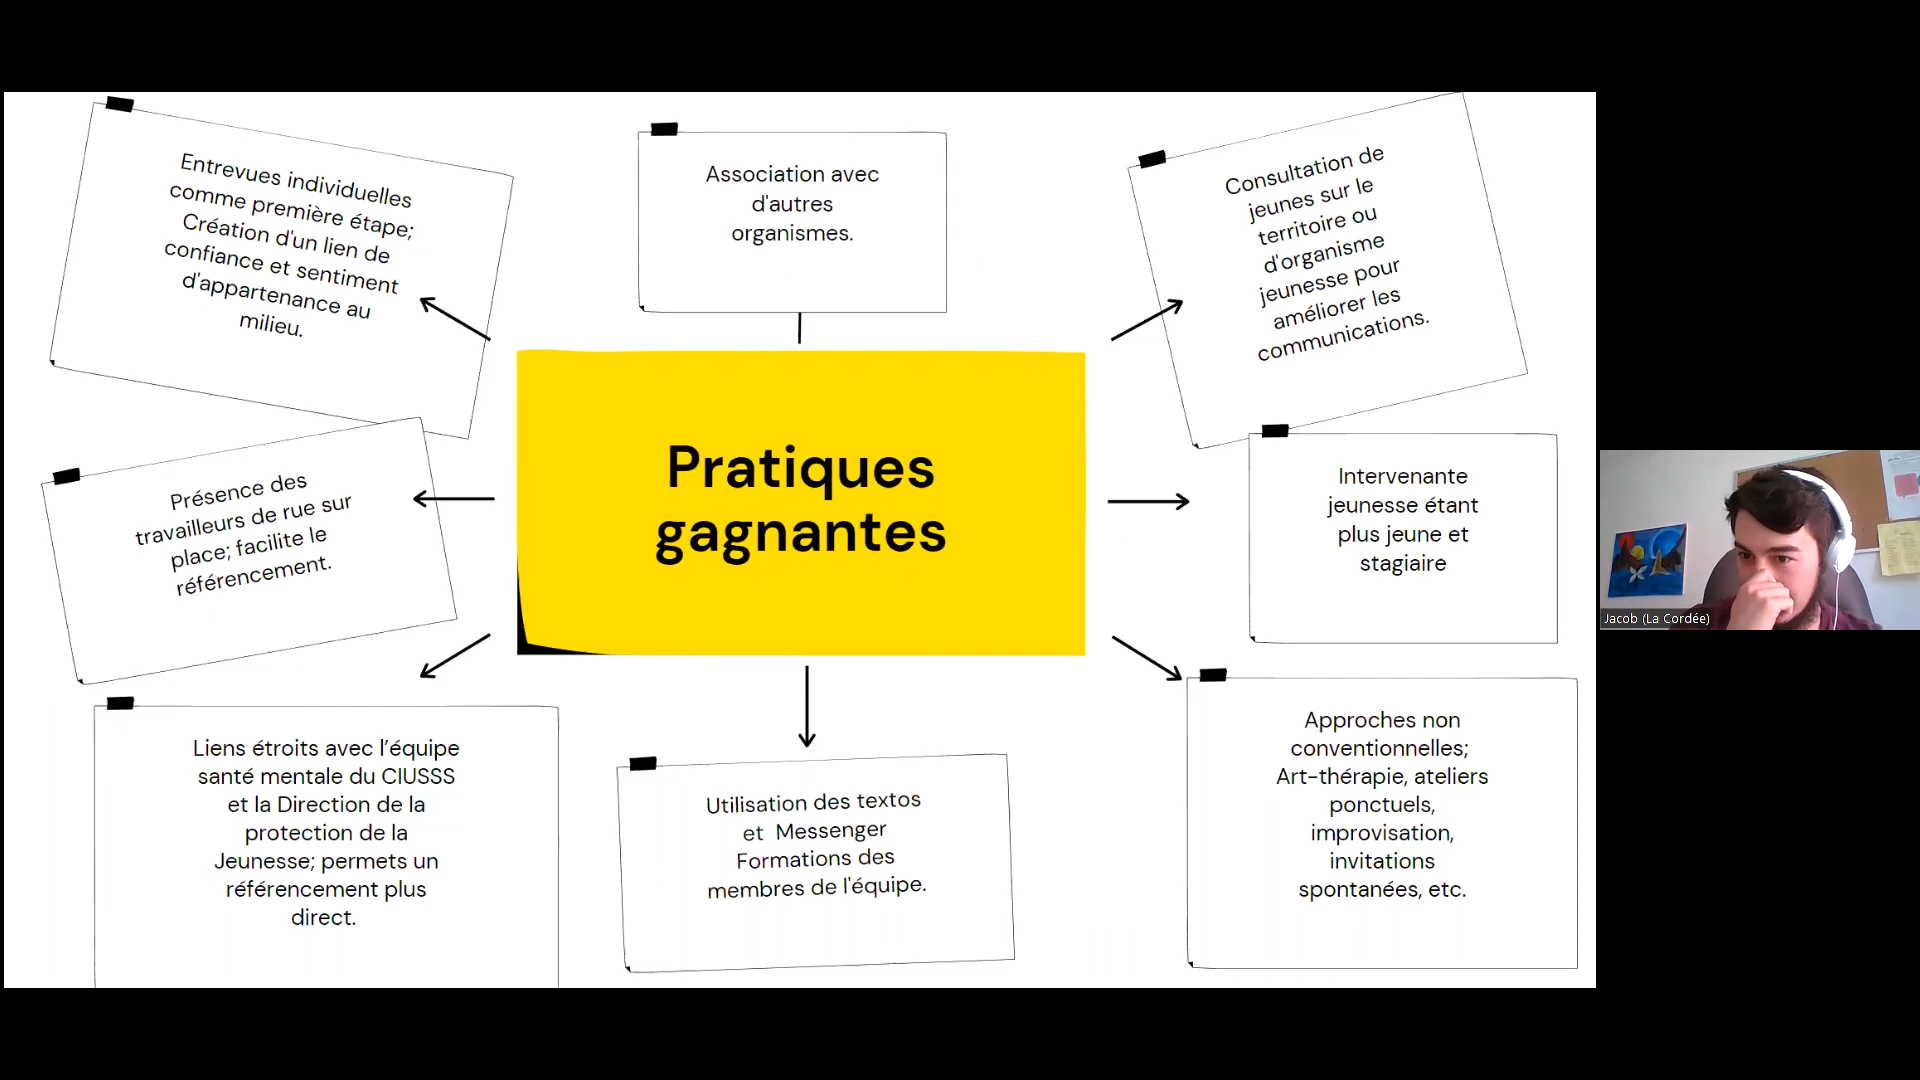 Entrevues individuelles
comme première étape;
Création d'un lien de
confiance et sentiment
d'appartenance au
milieu.
Association avec
d'autres
organismes.
Consultation de
jeunes sur le
territoire ou
d'organisme
jeunesse pour
améliorer les
communications.
Présence des
travailleurs de rue sur
place; facilite le
référencement.
Pratiques
gagnantes
Intervenante
jeunesse étant
plus jeune et
stagiaire
Liens étroits avec l’équipe
santé mentale du CIUSSS
et la Direction de la
protection de la
Jeunesse; permets un
référencement plus
direct.
Utilisation des textos
et Messenger
Formations des
membres de l'équipe.
Approches non
conventionnelles;
Art-thérapie, ateliers
ponctuels,
improvisation,
invitations
spontanées, etc.
Jacob (La Cordée)